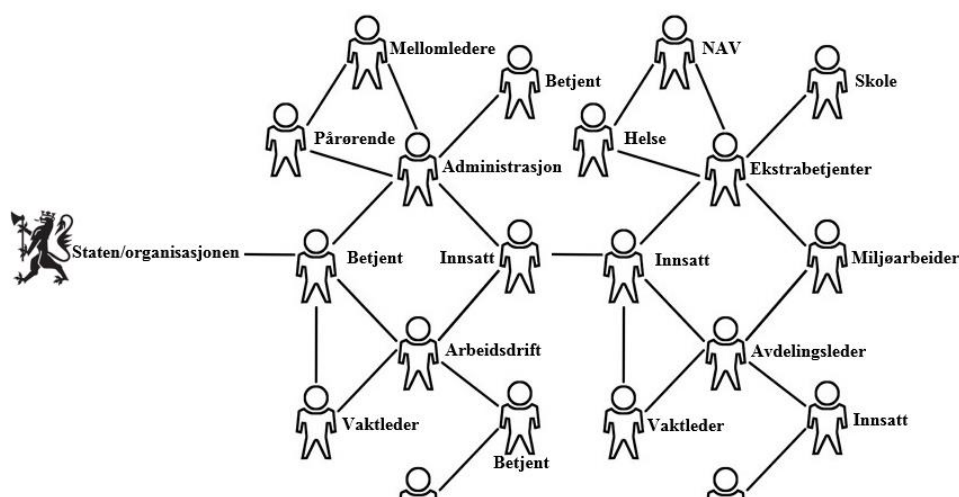 Mellomledere
NAV
Betjent
Skole
Pårørende
Helse
Administrasjon
Ekstrabetjenter
Staten/organisasjonen
Betjent
Innsatt
Innsatt
Miljøarbeider
Arbeidsdrift
Avdelingsleder
Vaktleder
Vaktleder
Innsatt
Betjent